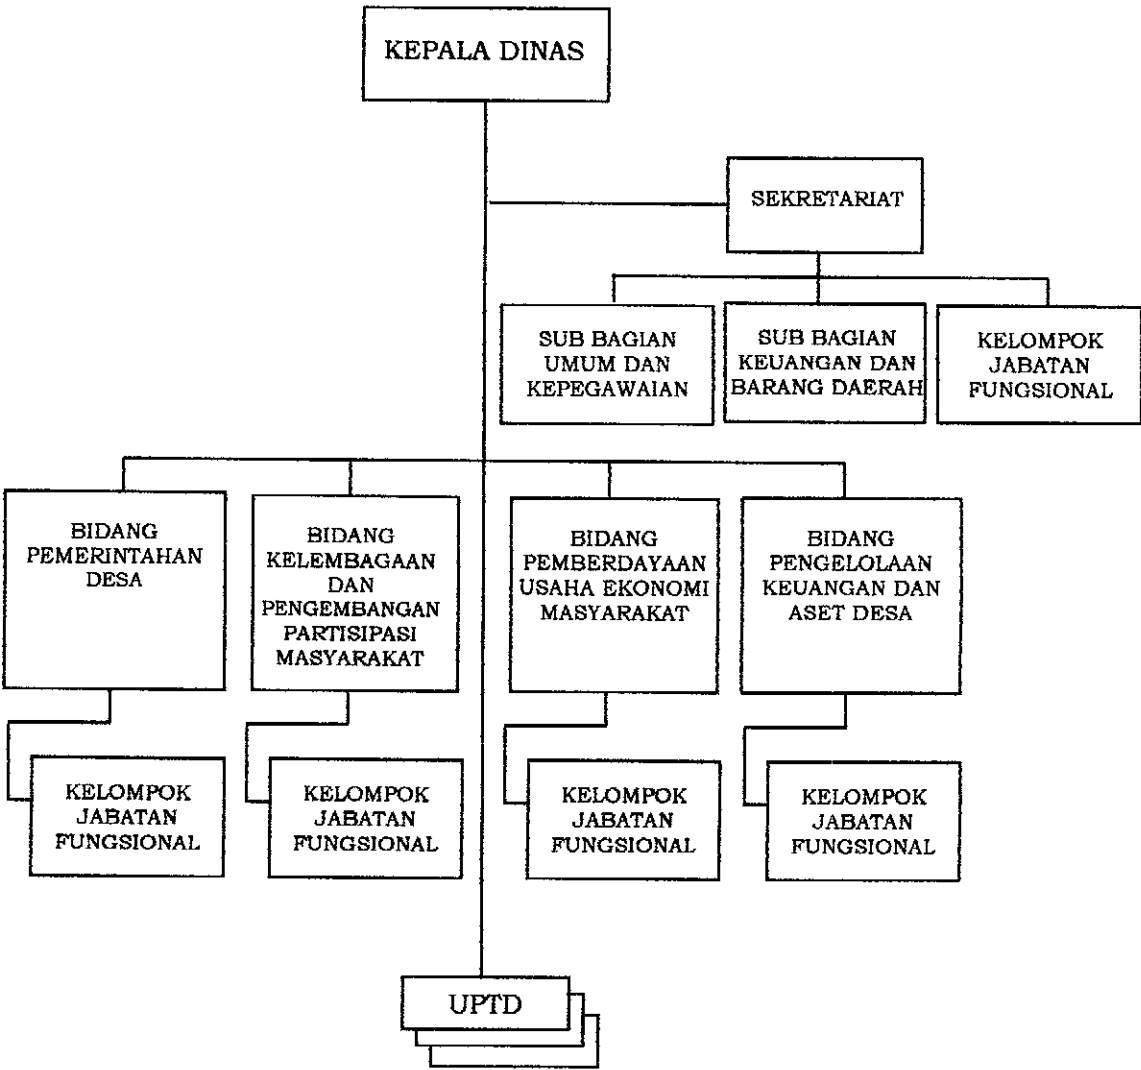 KEPALA DINAS
SEKRETARIAT
SUB BAGIAN
UMUM DAN
KEPEGAWAIAN
SUB BAGIAN
KEUANGAN DAN
BARANG DAERAH
KELOMPOK
JABATAN
FUNGSIONAL
BIDANG
PEMERINTAHAN
DESA
BIDANG
KELEMBAGAAN
DAN
PENGEMBANGAN
PARTISIPASI
MASYARAKAT
BIDANG
PEMBERDAYAAN
USAHA EKONOMI
MASYARAKAT
BIDANG
PENGELOLAAN
KEUANGAN DAN
ASET DESA
KELOMPOK
JABATAN
FUNGSIONAL
KELOMPOK
JABATAN
FUNGSIONAL
KELOMPOK
JABATAN
FUNGSIONAL
KELOMPOK
JABATAN
FUNGSIONAL
UPTD